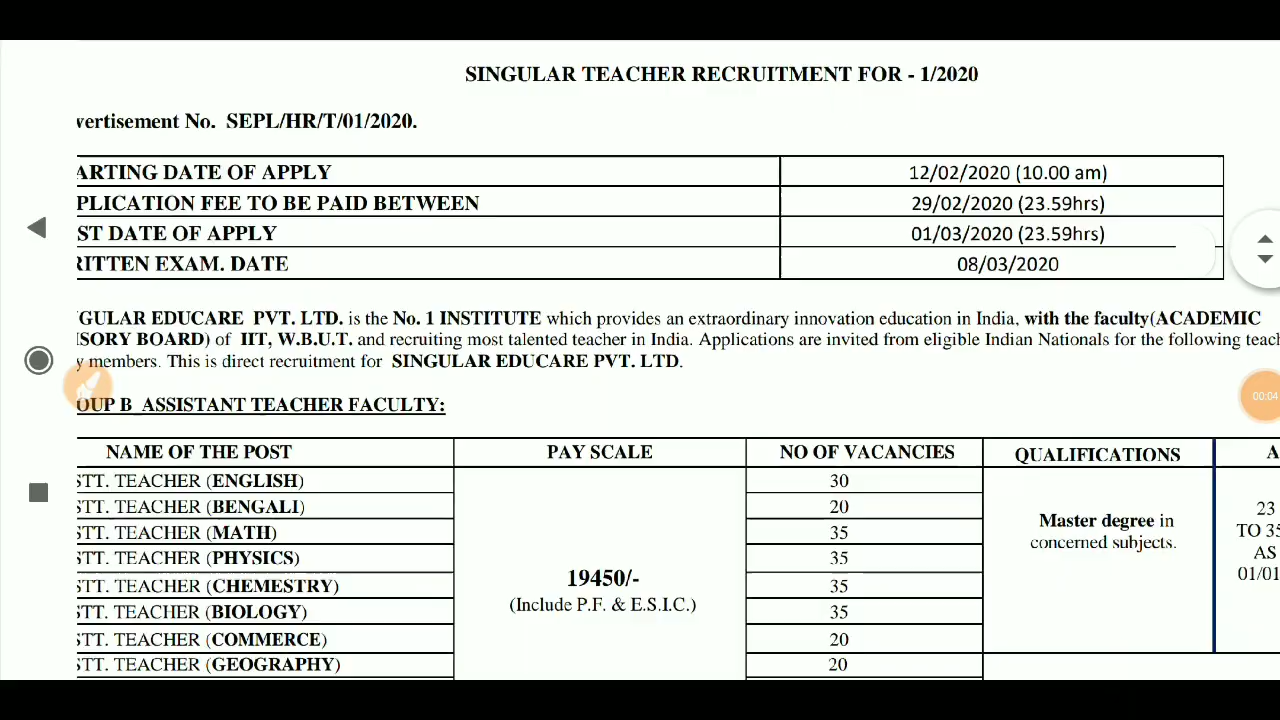 SINGULAR TEACHER RECRUITMENT FOR - 1/2020
vertisement No. SEPL/HR/T/01/2020.
ARTING DATE OF APPLY 12/02/2020 (10.00 am)
PLICATION FEE TO BE PAID BETWEEN 29/02/2020 (23.59hrs)
ST DATE OF APPLY 01/03/2020 (23.59hrs)
RITTEN EXAM. DATE 08/03/2020
GULAR EDUCARE PVT. LTD. is the No. 1 INSTITUTE which provides an extraordinary innovation education in India, with the faculty(ACADEMIC
ISORY BOARD) of IIT, W.B.U.T. and recruiting most talented teacher in India. Applications are invited from eligible Indian Nationals for the following teach
y members. This is direct recruitment for SINGULAR EDUCARE PVT. LTD.
00:04
OUP B ASSISTANT TEACHER FACULTY:
NAME OF THE POST PAY SCALE NO OF VACANCIES QUALIFICATIONS A
STT. TEACHER (ENGLISH) 30
STT. TEACHER (BENGALI) 20
STT. TEACHER (MATH) 35
STT. TEACHER (PHYSICS) 35
STT. TEACHER (CHEMESTRY) 35
STT. TEACHER (BIOLOGY) 35
STT. TEACHER (COMMERCE) 20
STT. TEACHER (GEOGRAPHY) 20
19450/-
(Include P.F. & E.S.I.C.)
Master degree in
concerned subjects.
23
TO 35
AS
01/01